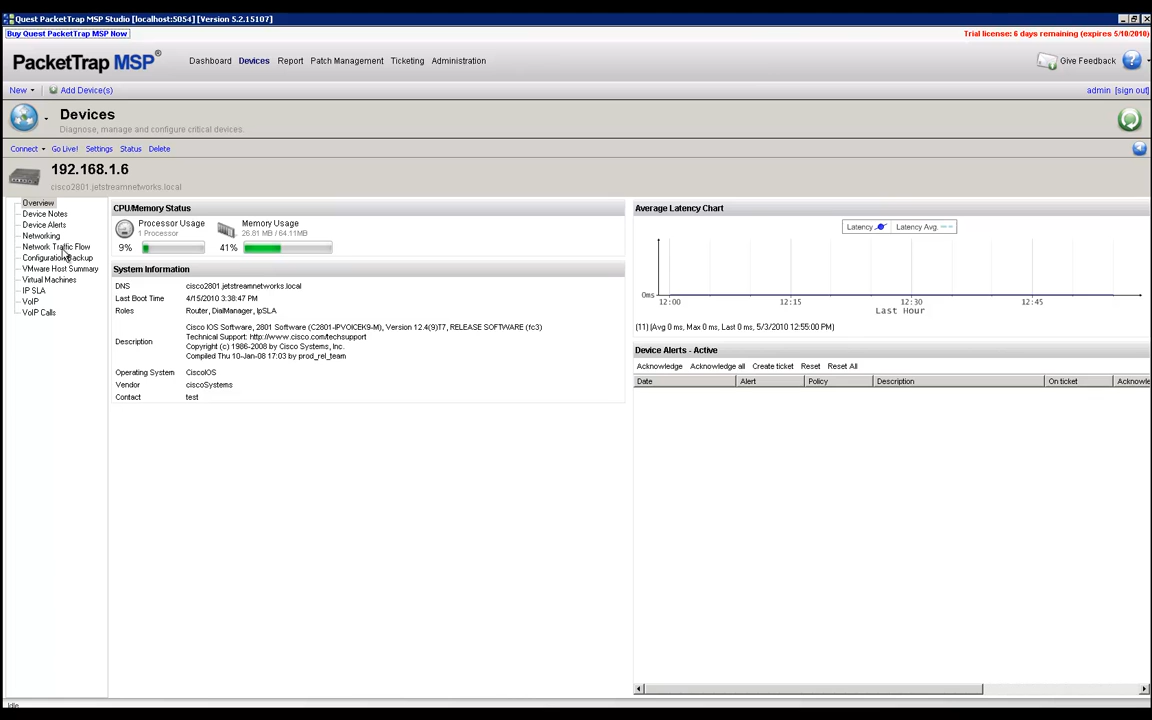 Quest PacketTrap MSP Studio [localhost:5054] [Version 5.2.15107]
Buy Quest PacketTrap MSP Now
Trial license: 6 days remaining (expires 5/10/2010)
PacketTrap MSP®
Dashboard Devices Report Patch Management Ticketing Administration
Give Feedback
New Add Device(s)
admin [sign out]
Devices
Diagnose, manage and configure critical devices.
Connect Go Live! Settings Status Delete
192.168.1.6
cisco2801.jetstreamnetworks.local
Overview
Device Notes
Device Alerts
Networking
Network Traffic Flow
Configuration Backup
VMware Host Summary
Virtual Machines
IP SLA
VoIP
VoIP Calls
CPU/Memory Status
Processor Usage
1 Processor
9%
Memory Usage
26.81 MB / 64.11MB
41%
System Information
DNS cisco2801.jetstreamnetworks.local
Last Boot Time 4/15/2010 3:38:47 PM
Roles Router, DialManager, IpSLA
Description
Cisco IOS Software, 2801 Software (C2801-IPVOICEK9-M), Version 12.4(9)T7, RELEASE SOFTWARE (fc3)
Technical Support: http://www.cisco.com/techsupport
Copyright (c) 1986-2008 by Cisco Systems, Inc.
Compiled Thu 10-Jan-08 17:03 by prod_rel_team
Operating System CiscoIOS
Vendor ciscoSystems
Contact test
Average Latency Chart
Latency Latency Avg.
0ms
12:00 12:15 12:30 12:45
Last Hour
(11) (Avg 0 ms, Max 0 ms, Last 0 ms, 5/3/2010 12:55:00 PM)
Device Alerts - Active
Acknowledge Acknowledge all Create ticket Reset Reset All
Date Alert Policy Description On ticket Acknowle
Idle